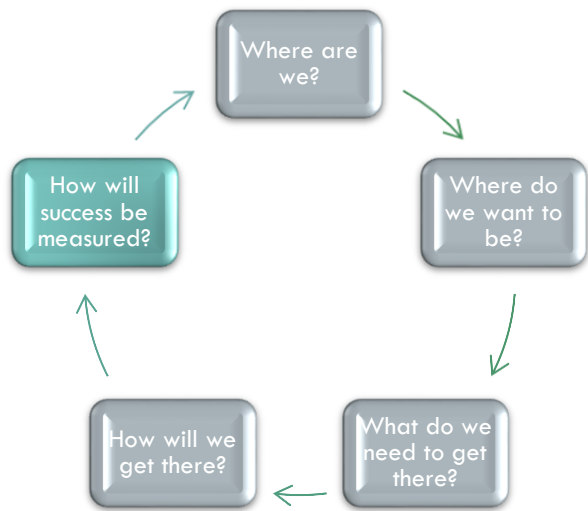 Where are
we?
Where do
we want to
be?
What do we
need to get
there?
How will we
get there?
How will
success be
measured?